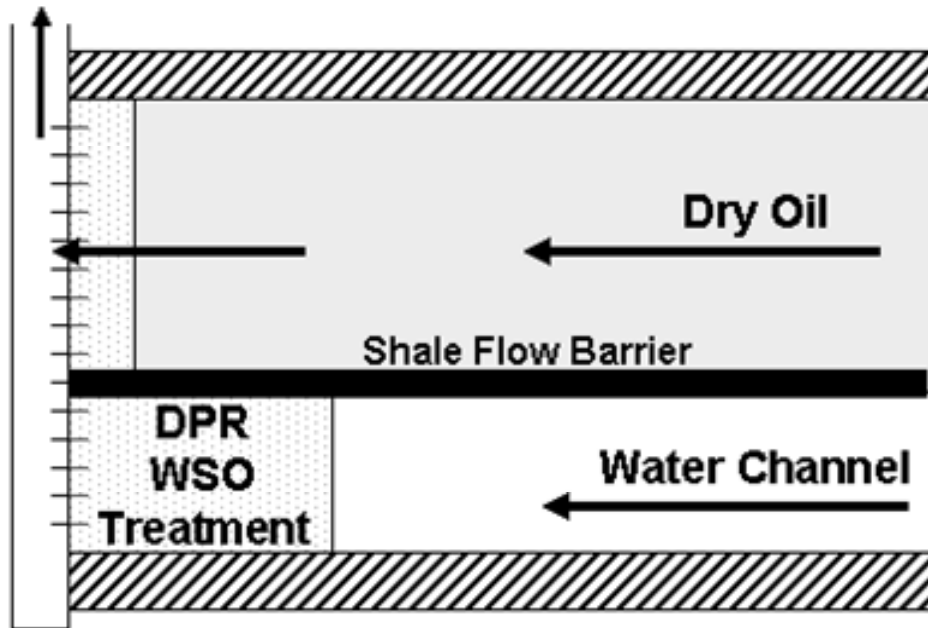 Dry Oil
Shale Flow Barrier
DPR
WSO
Treatment
Water Channel